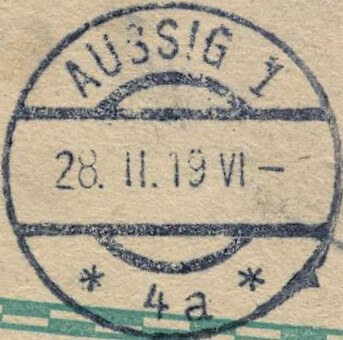 AUSSIG 1
28. II. 19 VI –
* 4a *